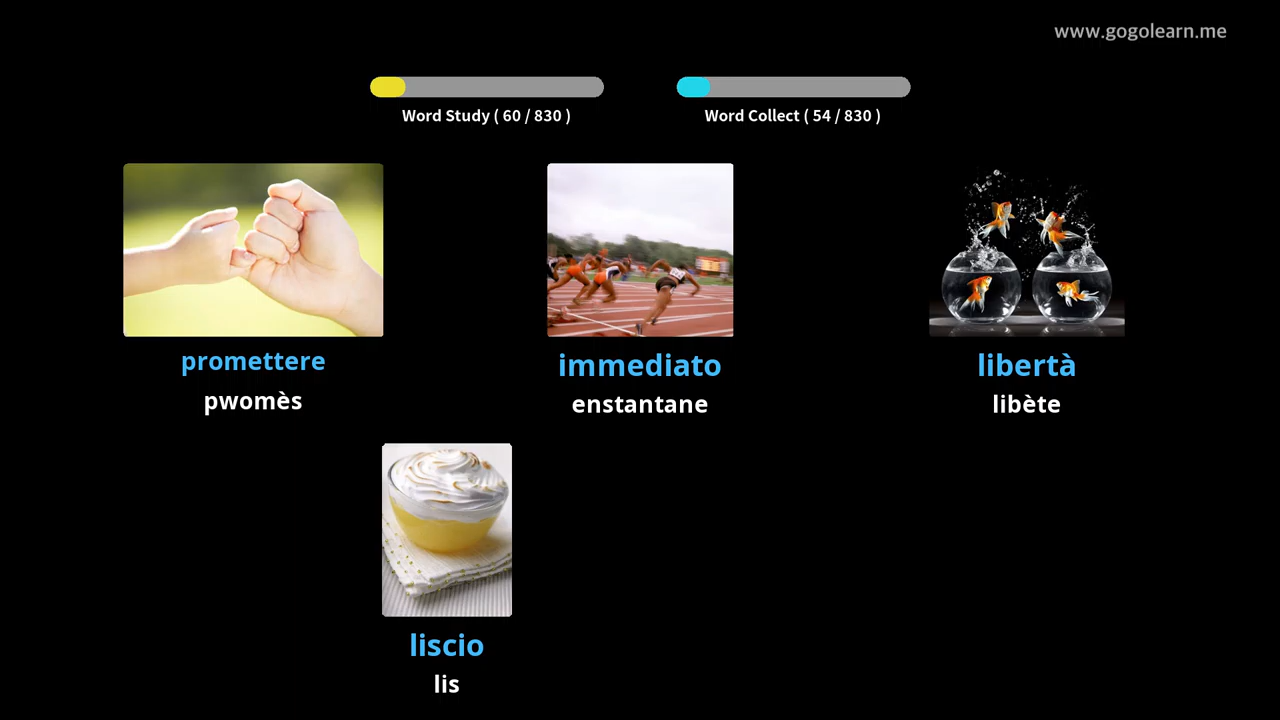 www.gogolearn.me
Word Study ( 60 / 830 )
Word Collect ( 54 / 830 )
promettere
pwomès
immediato
enstantane
libertà
libète
liscio
lis